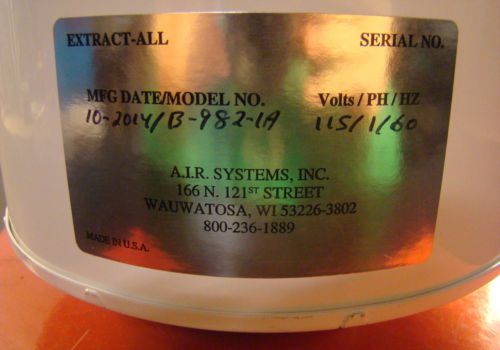 EXTRACT-ALL SERIAL NO.
MFG DATE/MODEL NO. Volts / PH / HZ
10-2014/B-982-1A 115/1/60
A.I.R. SYSTEMS, INC.
166 N. 121ST STREET
WAUWATOSA, WI 53226-3802
800-236-1889
MADE IN U.S.A.